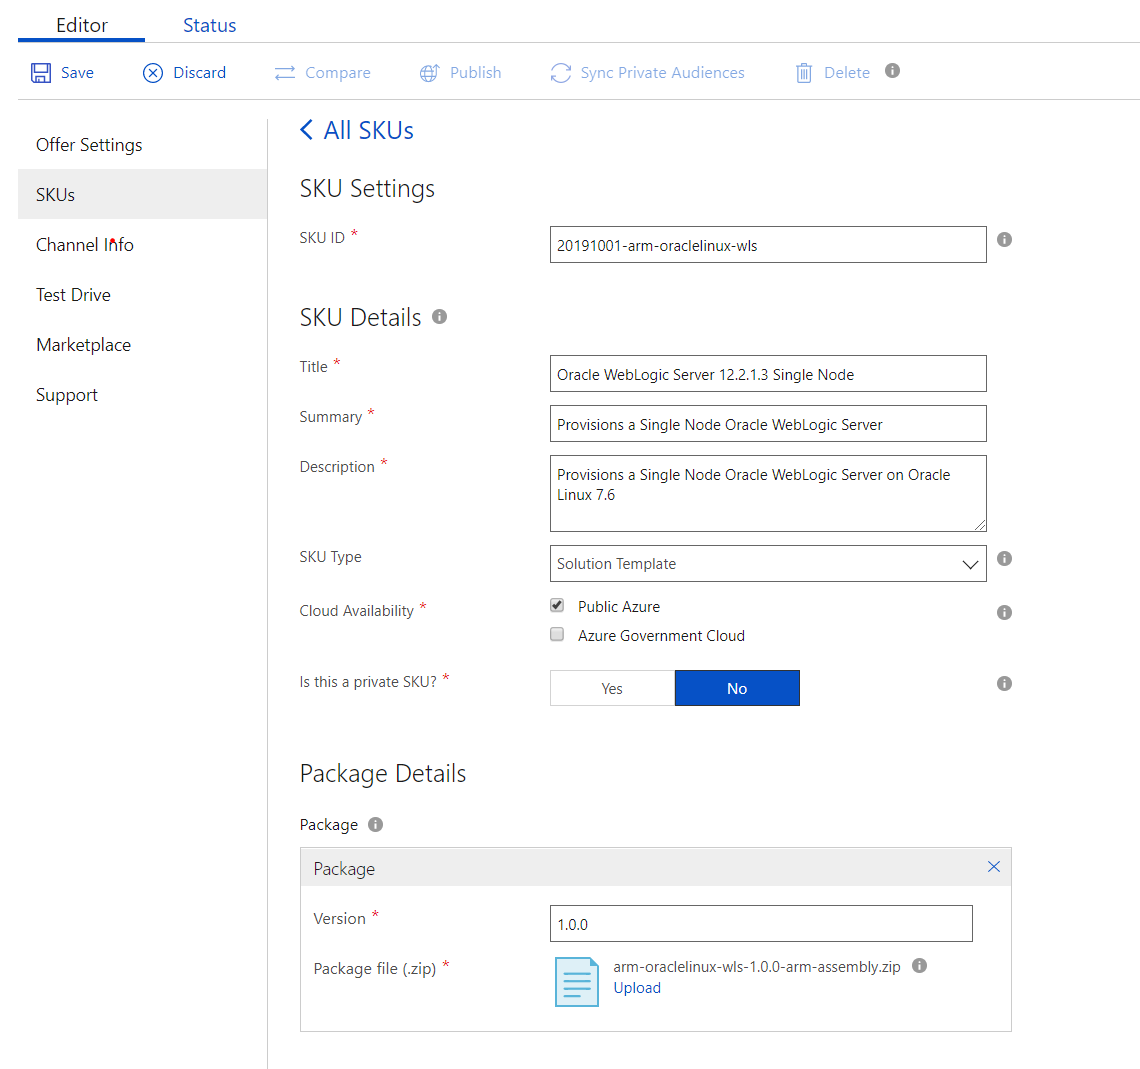 Editor
Status
Save
Discard
Compare
Publish
Sync Private Audiences
Delete
Offer Settings
SKUs
Channel Info
Test Drive
Marketplace
Support
All SKUs
SKU Settings
SKU ID *
20191001-arm-oraclelinux-wls
SKU Details
Title *
Oracle WebLogic Server 12.2.1.3 Single Node
Summary *
Provisions a Single Node Oracle WebLogic Server
Description *
Provisions a Single Node Oracle WebLogic Server on Oracle
Linux 7.6
SKU Type
Solution Template
Cloud Availability *
Public Azure
Azure Government Cloud
Is this a private SKU? *
Yes
No
Package Details
Package
Package
Version *
1.0.0
Package file (.zip) *
arm-oraclelinux-wls-1.0.0-arm-assembly.zip
Upload